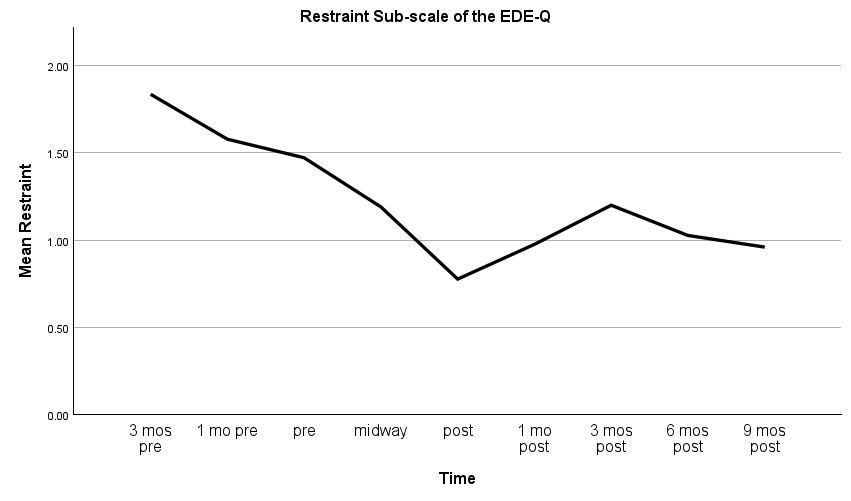 Restraint Sub-scale of the EDE-Q
2.00
1.50
1.00
0.50
0.00
Mean Restraint
3 mos pre
1 mo pre
pre
midway
post
1 mo post
3 mos post
6 mos post
9 mos post
Time